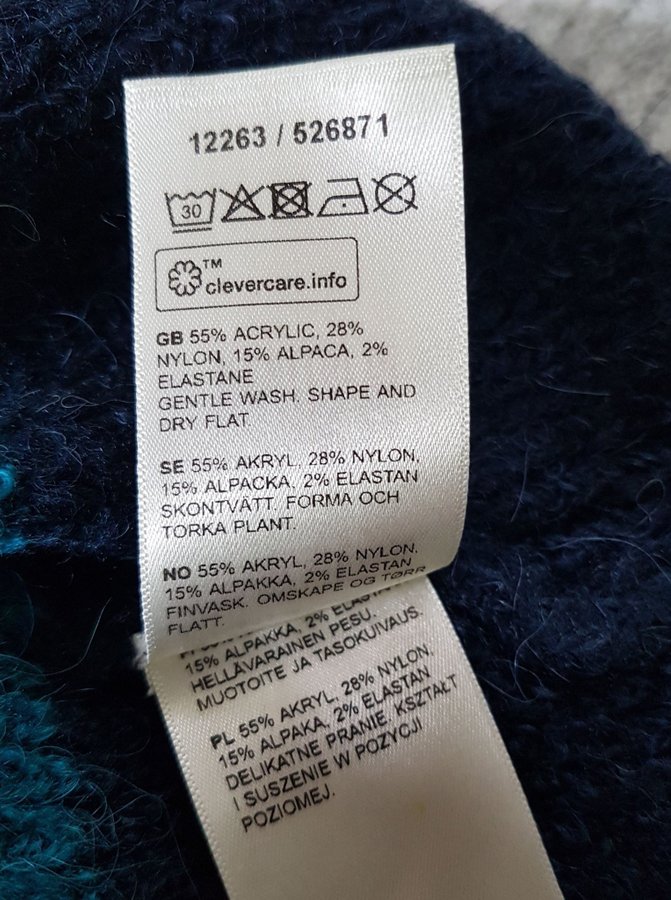 12263 / 526871
30
TM
clevercare.info
GB 55% ACRYLIC, 28%
NYLON, 15% ALPACA, 2%
ELASTANE
GENTLE WASH. SHAPE AND
DRY FLAT.
SE 55% AKRYL, 28% NYLON,
15% ALPACKA, 2% ELASTAN
SKONTVÄTT. FORMA OCH
TORKA PLANT.
NO 55% AKRYL, 28% NYLON,
15% ALPAKKA, 2% ELASTAN
FINVASK. OMSKAPE OG TØRR
FLATT.
15% ALPAKKA, 2%
HELLÄVARAINEN PESU.
MUOTOITE JA TASOKUIVAUS.
PL 55% AKRYL, 28% NYLON,
15% ALPAKA, 2% ELASTAN
DELIKATNE PRANIE. KSZTAŁT
I SUSZENIE W POZYCJI
POZIOMEJ.